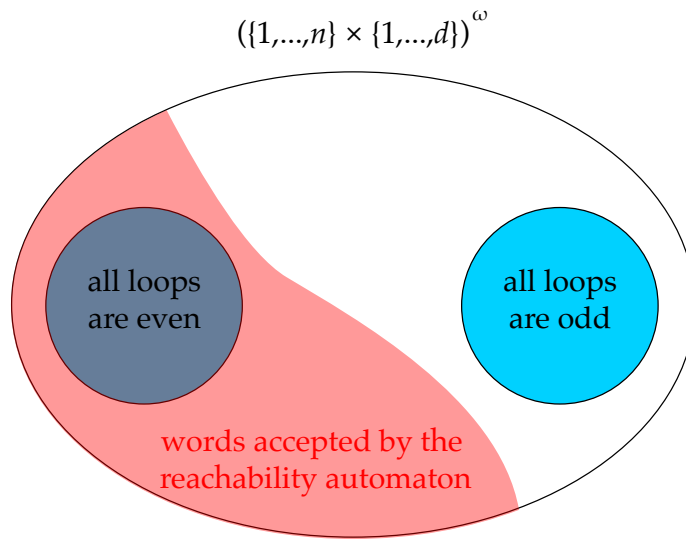 ({1,...,n} × {1,...,d})^ω
all loops
are even
all loops
are odd
words accepted by the
reachability automaton